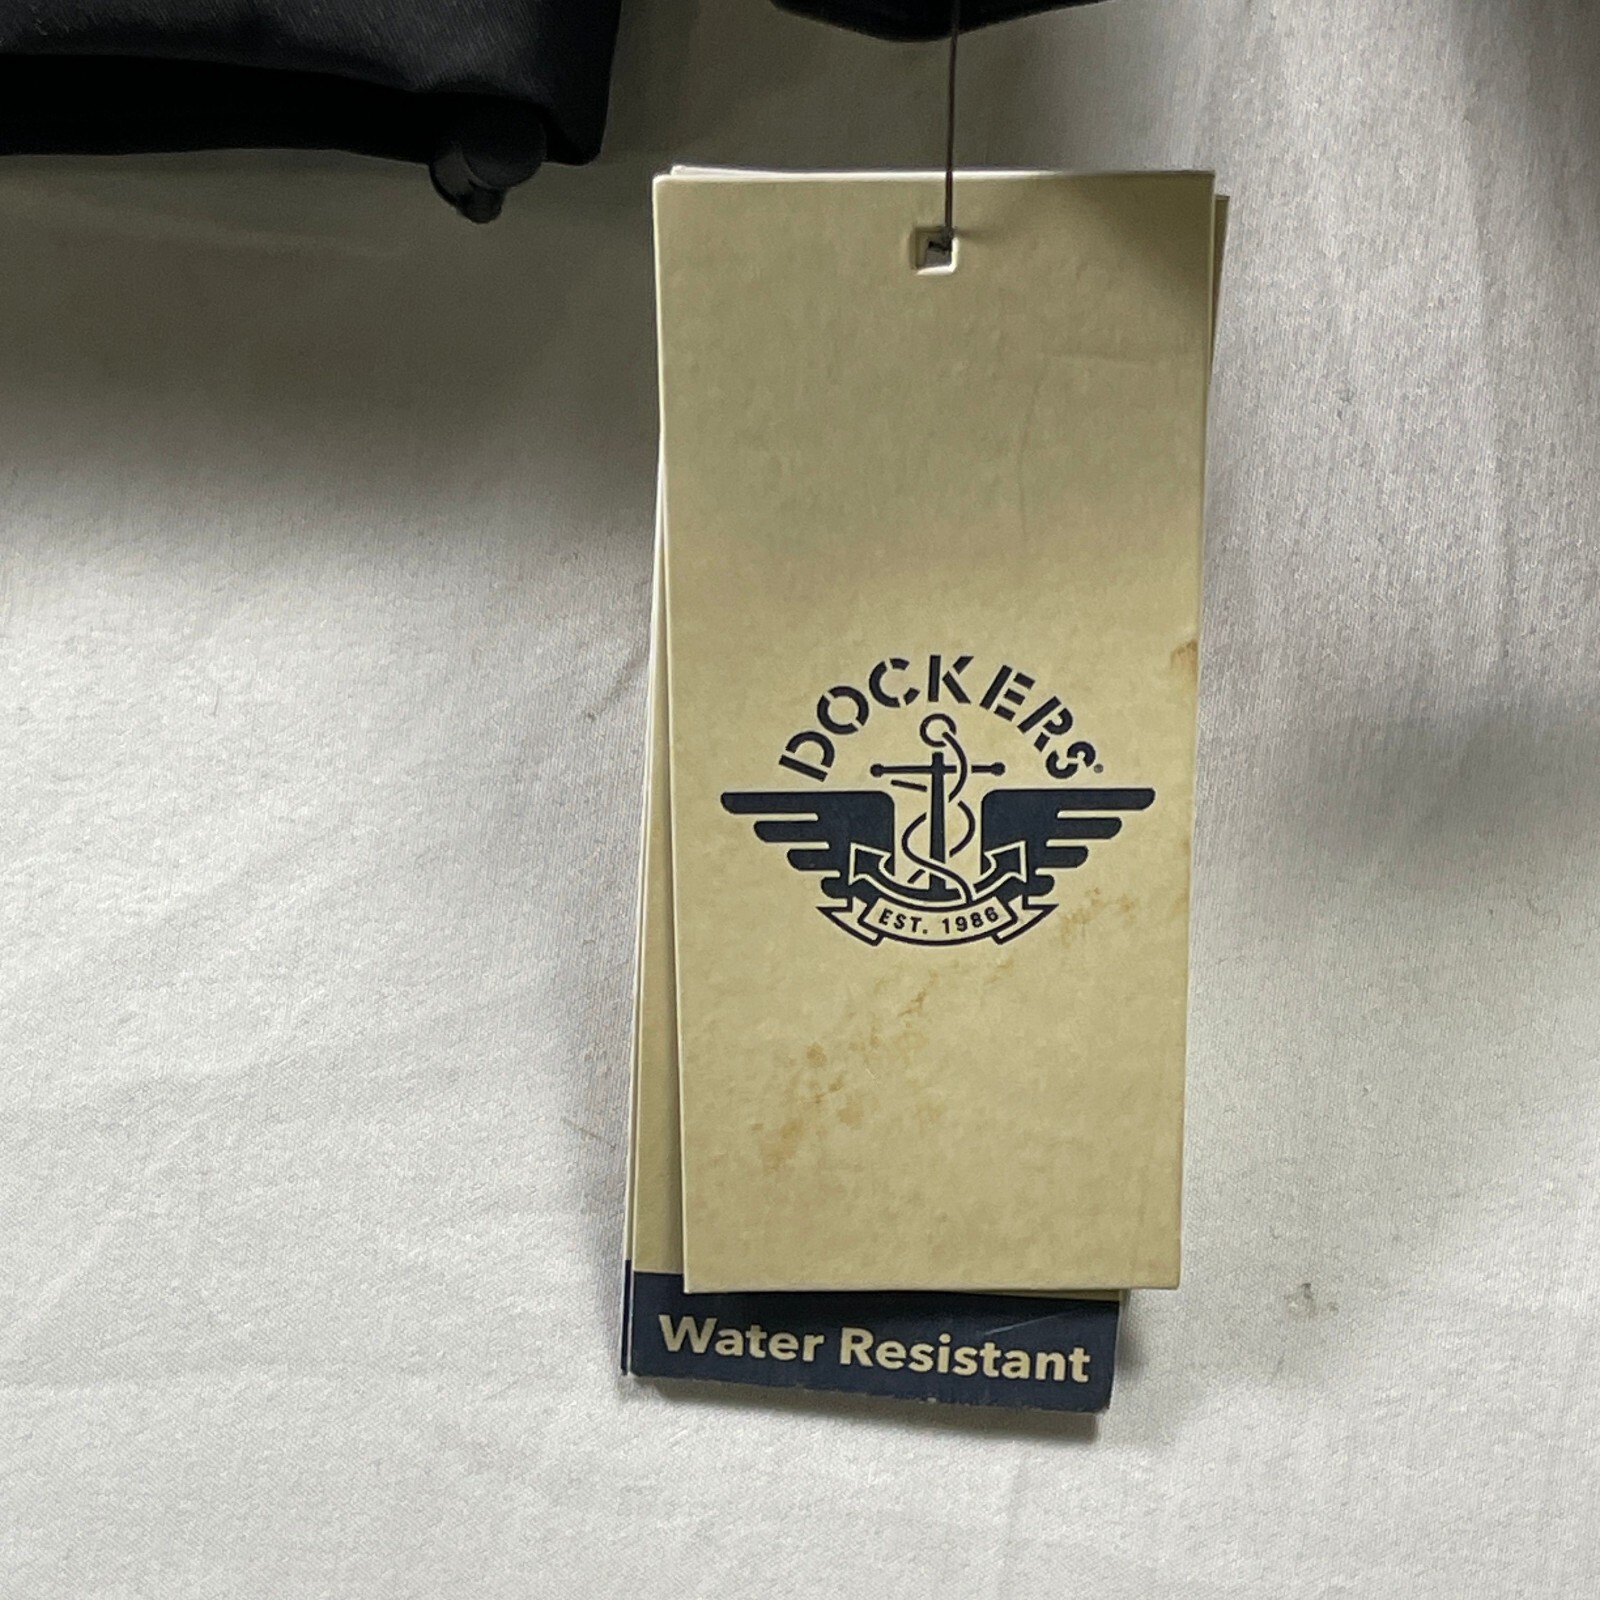 DOCKERS®
EST. 1986
Water Resistant